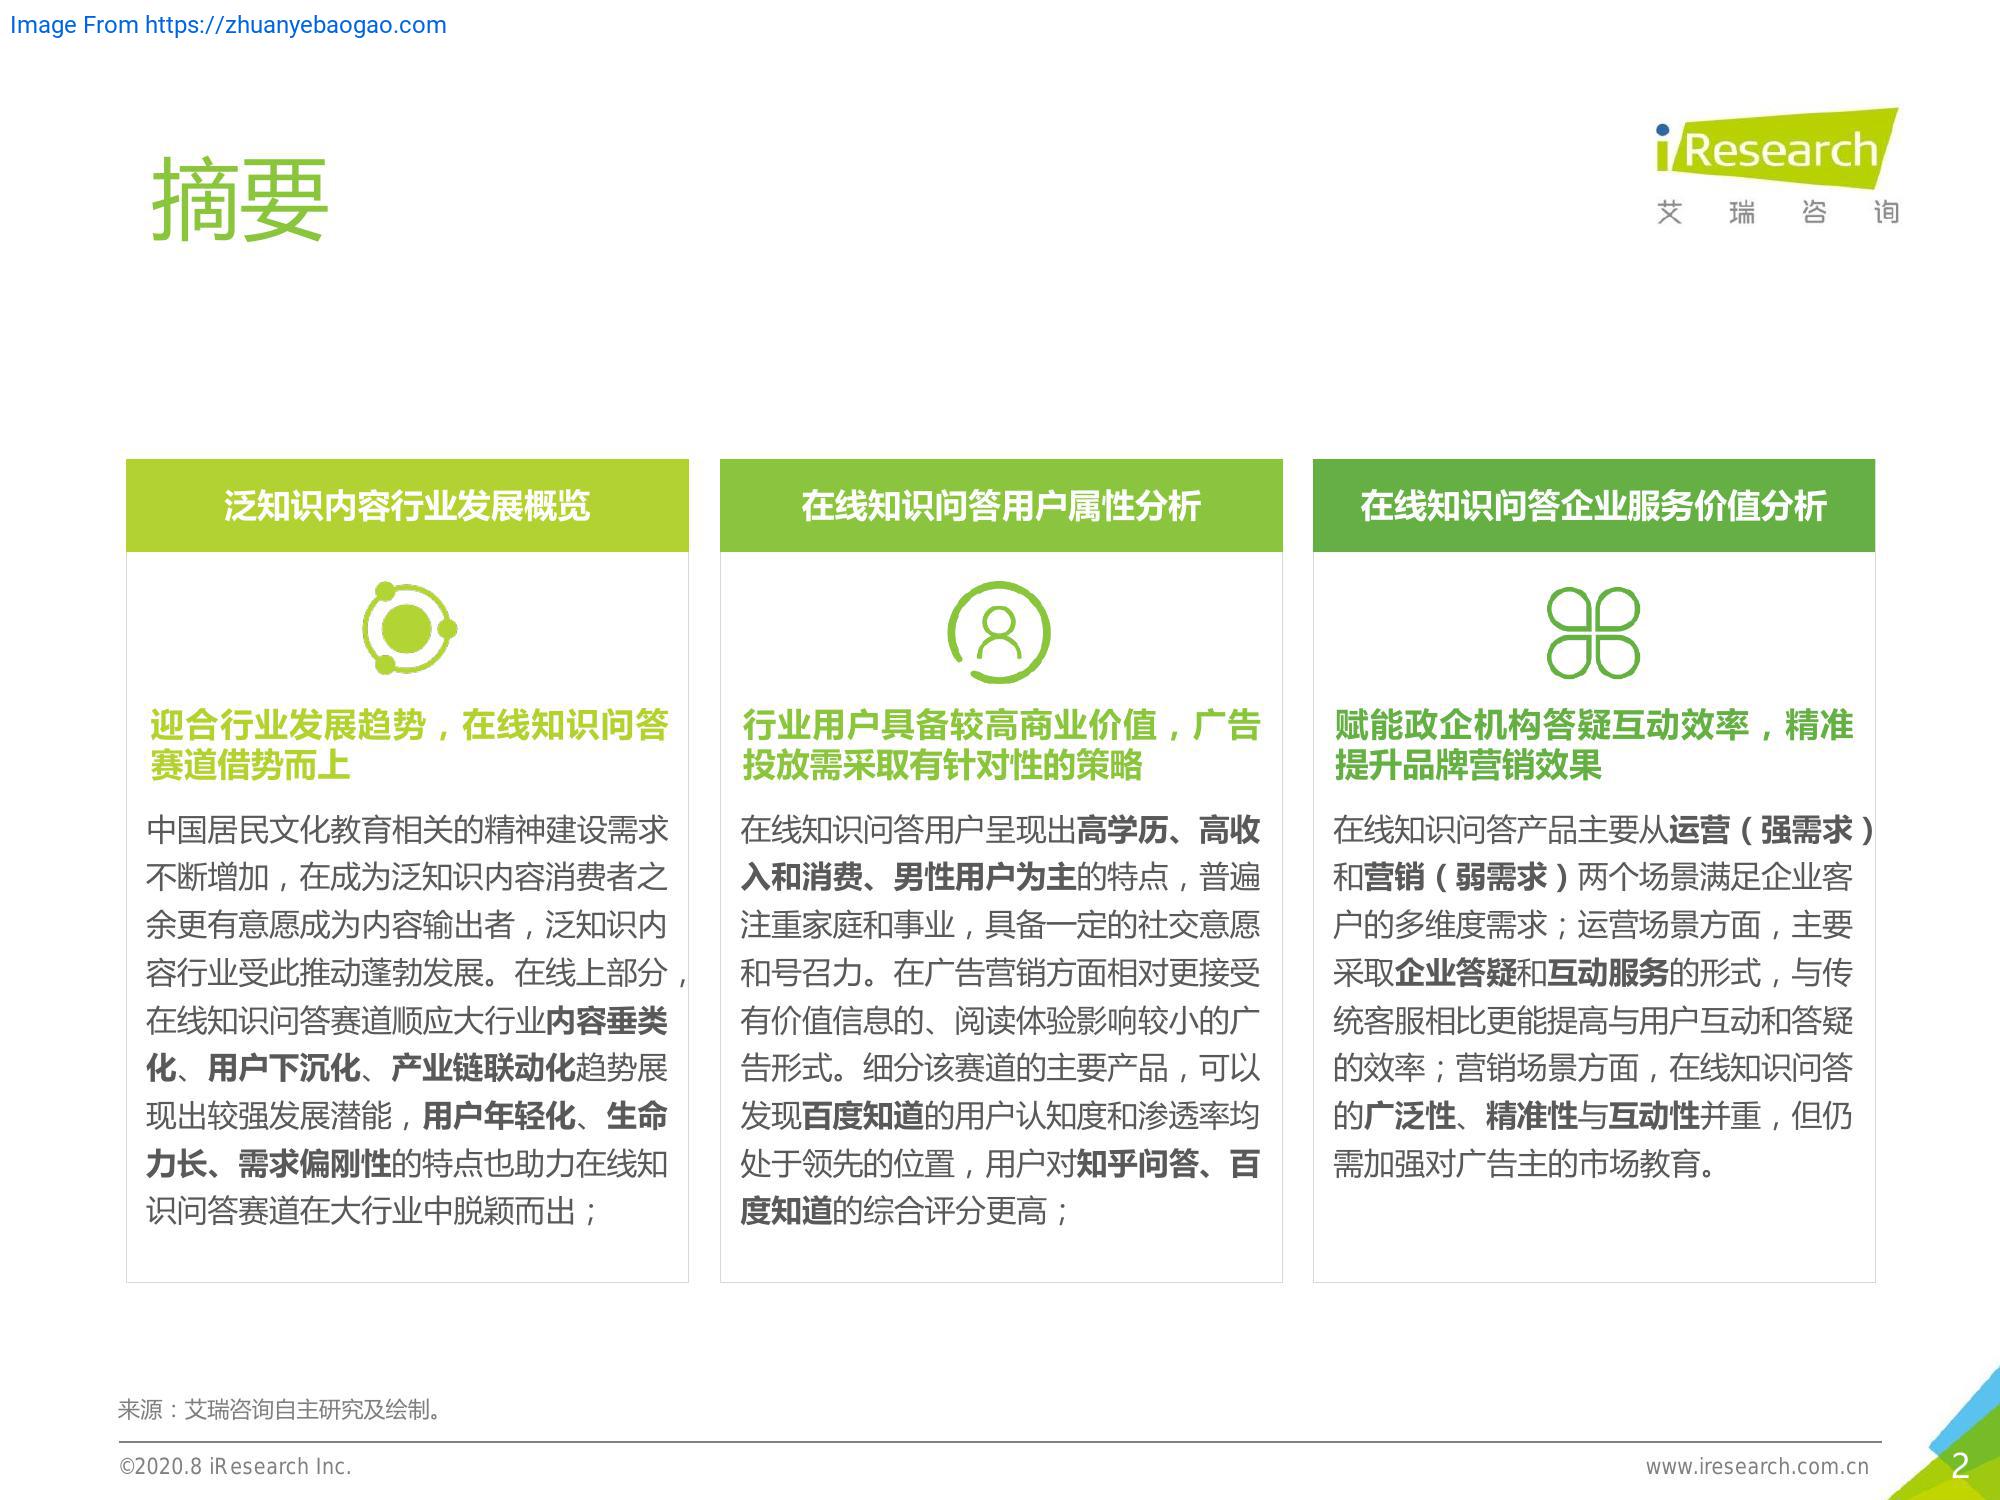 Image From https://zhuanyebaogao.com
摘要
iResearch
艾瑞咨询
泛知识内容行业发展概览
迎合行业发展趋势，在线知识问答
赛道借势而上
中国居民文化教育相关的精神建设需求
不断增加，在成为泛知识内容消费者之
余更有意愿成为内容输出者，泛知识内
容行业受此推动蓬勃发展。在线上部分，
在线知识问答赛道顺应大行业内容垂类
化、用户下沉化、产业链联动化趋势展
现出较强发展潜能，用户年轻化、生命
力长、需求偏刚性的特点也助力在线知
识问答赛道在大行业中脱颖而出；
在线知识问答用户属性分析
行业用户具备较高商业价值，广告
投放需采取有针对性的策略
在线知识问答用户呈现出高学历、高收
入和消费、男性用户为主的特点，普遍
注重家庭和事业，具备一定的社交意愿
和号召力。在广告营销方面相对更接受
有价值信息的、阅读体验影响较小的广
告形式。细分该赛道的主要产品，可以
发现百度知道的用户认知度和渗透率均
处于领先的位置，用户对知乎问答、百
度知道的综合评分更高；
在线知识问答企业服务价值分析
赋能政企机构答疑互动效率，精准
提升品牌营销效果
在线知识问答产品主要从运营（强需求）
和营销（弱需求）两个场景满足企业客
户的多维度需求；运营场景方面，主要
采取企业答疑和互动服务的形式，与传
统客服相比更能提高与用户互动和答疑
的效率；营销场景方面，在线知识问答
的广泛性、精准性与互动性并重，但仍
需加强对广告主的市场教育。
来源：艾瑞咨询自主研究及绘制。
©2020.8 iResearch Inc.
www.iresearch.com.cn
2